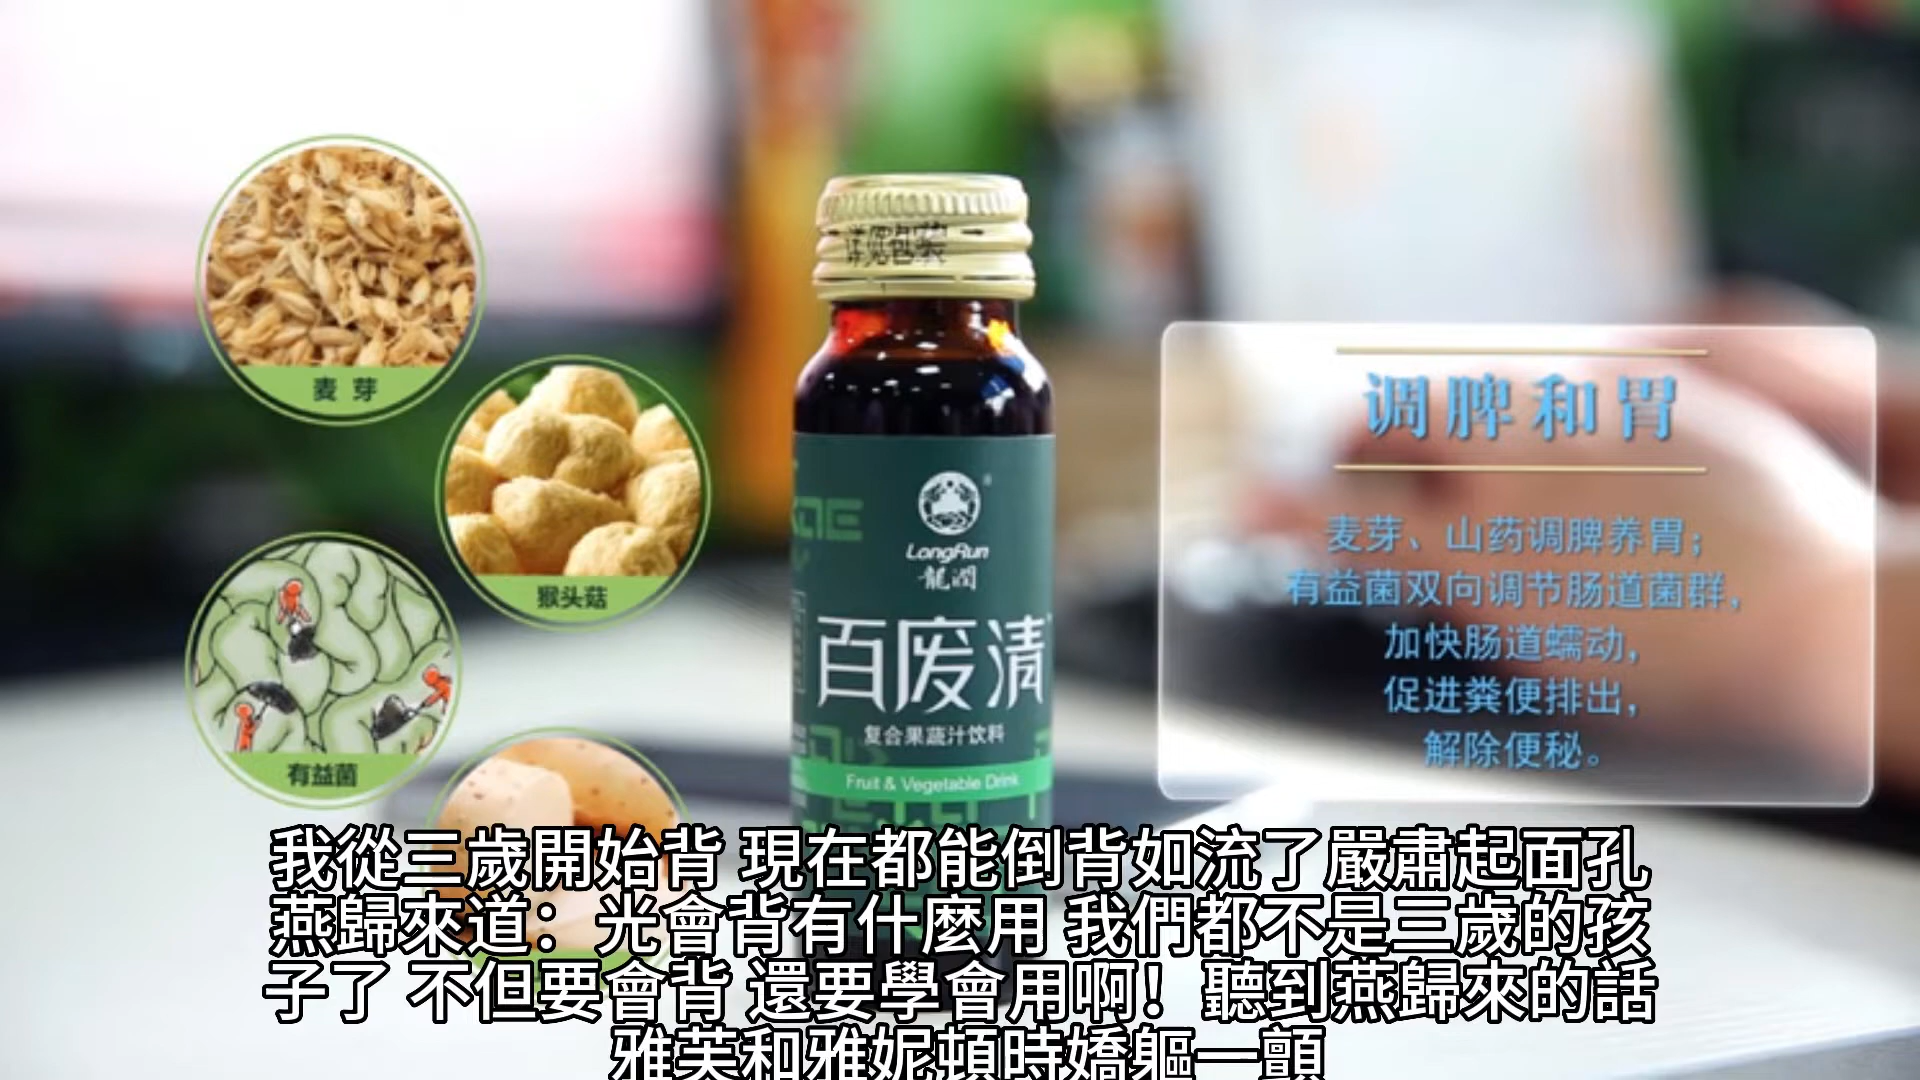 详见包装
麦芽
猴头菇
有益菌
LongRun
龍潤
百废清
复合果蔬汁饮料
Fruit & Vegetable Drink
调脾和胃
麦芽、山药调脾养胃；
有益菌双向调节肠道菌群，
加快肠道蠕动，
促进粪便排出，
解除便秘。
我從三歲開始背 現在都能倒背如流了嚴肅起面孔
燕歸來道：光會背有什麼用 我們都不是三歲的孩
子了 不但要會背 還要學會用啊！聽到燕歸來的話
雅芙和雅妮頓時嬌軀一顫